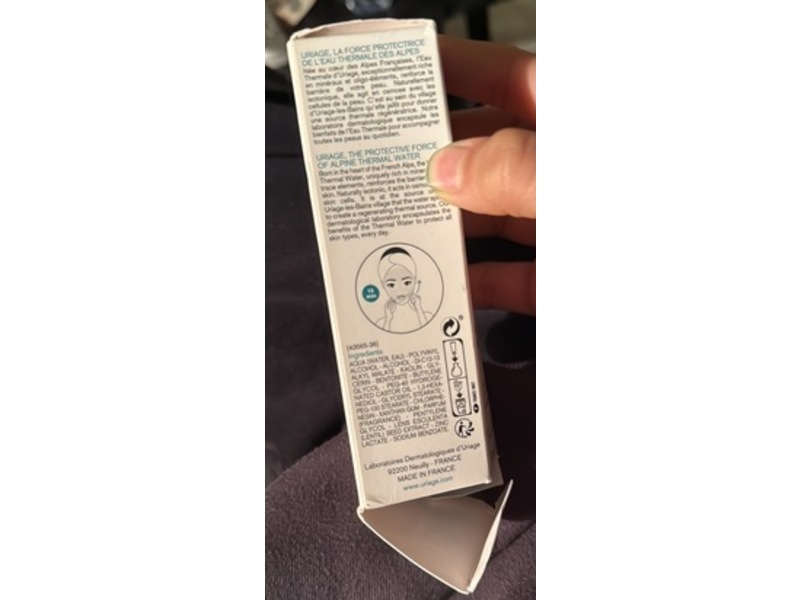 URIAGE, LA FORCE PROTECTRICE
DE L'EAU THERMALE DES ALPES
Née au cœur des Alpes Françaises, l'Eau
Thermale d'Uriage, exceptionnellement riche
en minéraux et oligo-éléments, renforce la
barrière de votre peau. Naturellement
isotonique, elle agit en osmose avec les
cellules de la peau. C'est au sein du village
d'Uriage-les-Bains qu'elle jaillit pour donner
une source thermale régénératrice. Notre
laboratoire dermatologique encapsule les
bienfaits de l'Eau Thermale pour accompagner
toutes les peaux au quotidien.
URIAGE, THE PROTECTIVE FORCE
OF ALPINE THERMAL WATER
Born in the heart of the French Alps, the
Thermal Water, uniquely rich in
trace elements, reinforces the barrier
skin. Naturally isotonic, it acts in
skin cells. It is at the source
Uriage-les-Bains village that the water
to create a regenerating thermal source.
dermatological laboratory encapsulates the
benefits of the Thermal Water to protect all
skin types, every day.
15
min
[43565-36]
Ingredients
AQUA (WATER, EAU) - POLYVINYL
ALCOHOL - ALCOHOL - DI-C12-13
ALKYL MALATE - KAOLIN - GLY-
CERIN - BENTONITE - BUTYLENE
GLYCOL - PEG-40 HYDROGE-
NATED CASTOR OIL - 1,2-HEXA-
NEDIOL - GLYCERYL STEARATE -
PEG-100 STEARATE - CHLORPHE-
NESIN - XANTHAN GUM - PARFUM
(FRAGRANCE) - PENTYLENE
GLYCOL - LENS ESCULENTA
(LENTIL) SEED EXTRACT - ZINC
LACTATE - SODIUM BENZOATE.
Laboratoires Dermatologiques d'Uriage
92200 Neuilly - FRANCE
MADE IN FRANCE
www.uriage.com